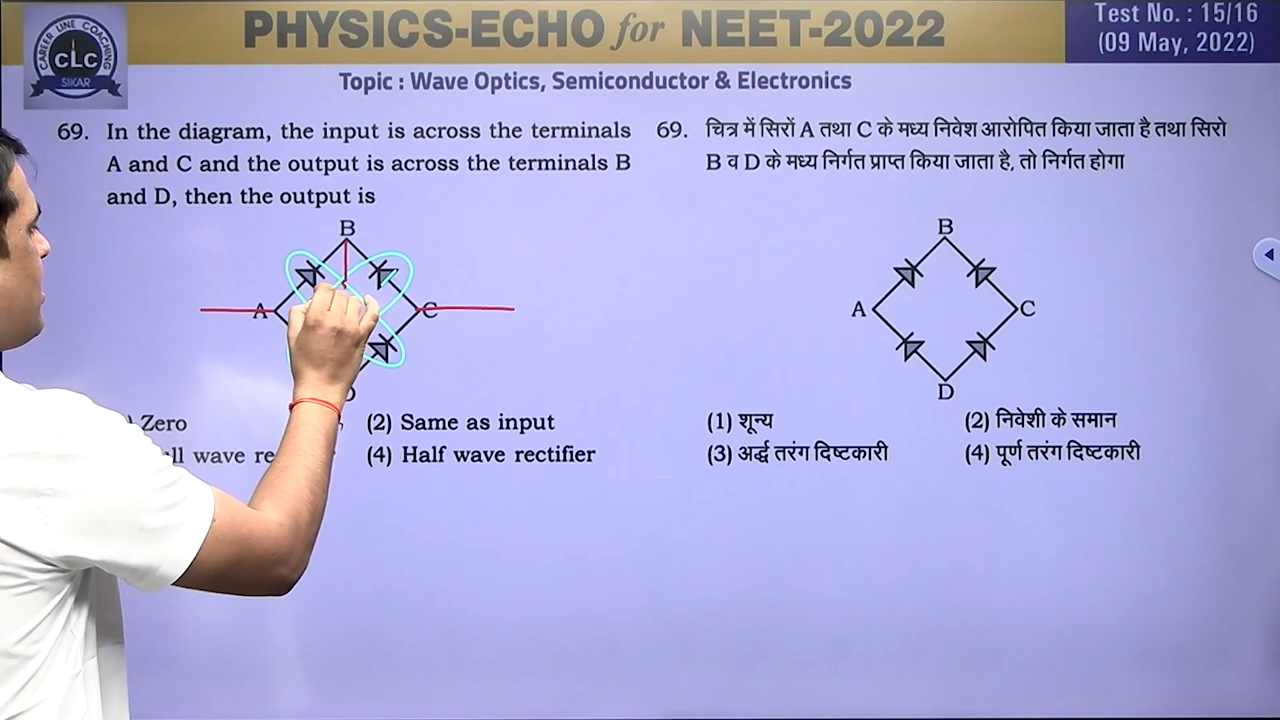 CAREER LINE COACHING
CLC
SIKAR
PHYSICS-ECHO for NEET-2022
Test No. : 15/16
(09 May, 2022)
Topic : Wave Optics, Semiconductor & Electronics
69. In the diagram, the input is across the terminals
A and C and the output is across the terminals B
and D, then the output is
B
A
C
D
Zero
(2) Same as input
ll wave re
(4) Half wave rectifier
69. चित्र में सिरों A तथा C के मध्य निवेश आरोपित किया जाता है तथा सिरो
B व D के मध्य निर्गत प्राप्त किया जाता है, तो निर्गत होगा
B
A
C
D
(1) शून्य
(2) निवेशी के समान
(3) अर्द्ध तरंग दिष्टकारी
(4) पूर्ण तरंग दिष्टकारी